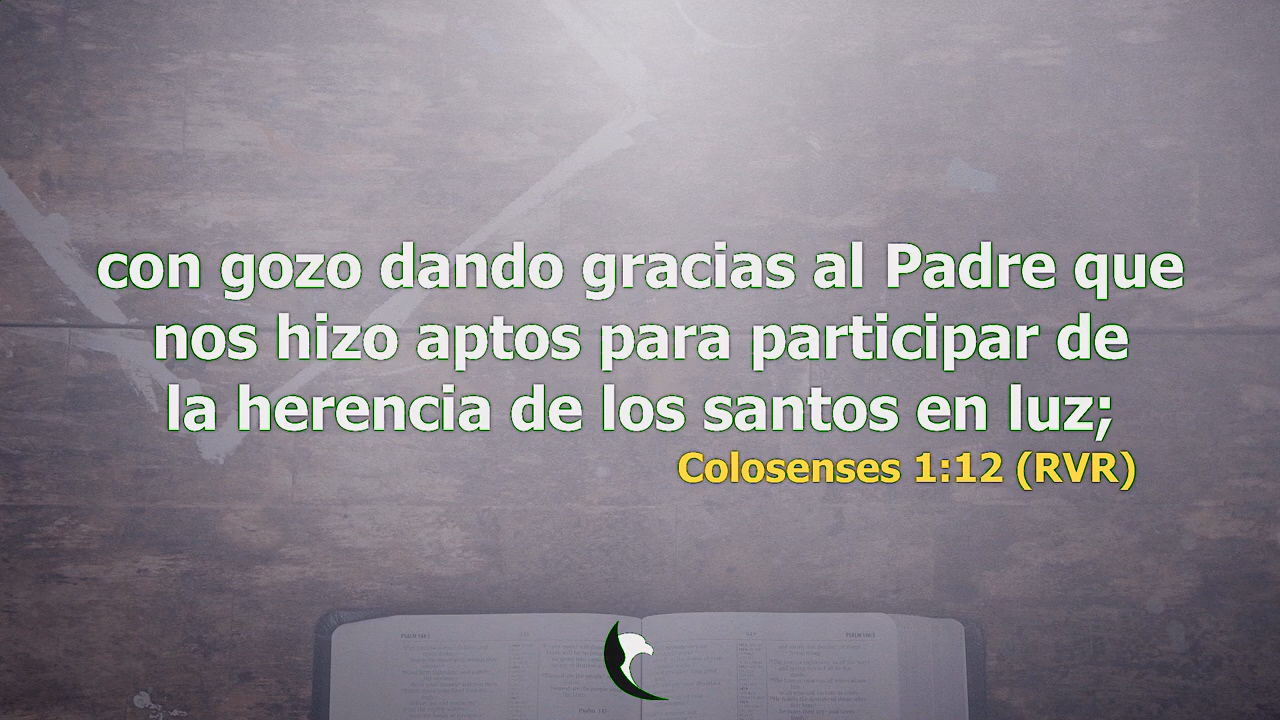 con gozo dando gracias al Padre que
nos hizo aptos para participar de
la herencia de los santos en luz;
Colosenses 1:12 (RVR)